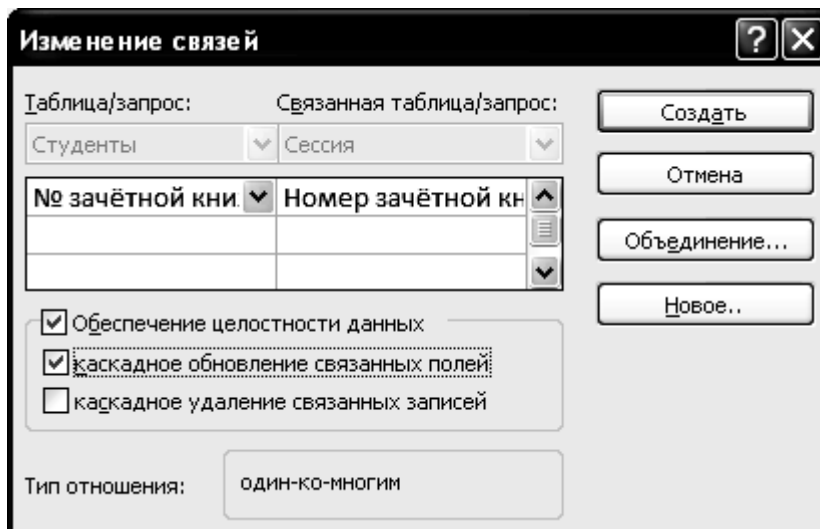 Изменение связей
Таблица/запрос: Связанная таблица/запрос:
Студенты Сессия
№ зачётной кни. Номер зачётной кн
Обеспечение целостности данных
каскадное обновление связанных полей
каскадное удаление связанных записей
Тип отношения: один-ко-многим
Создать
Отмена
Объединение...
Новое..